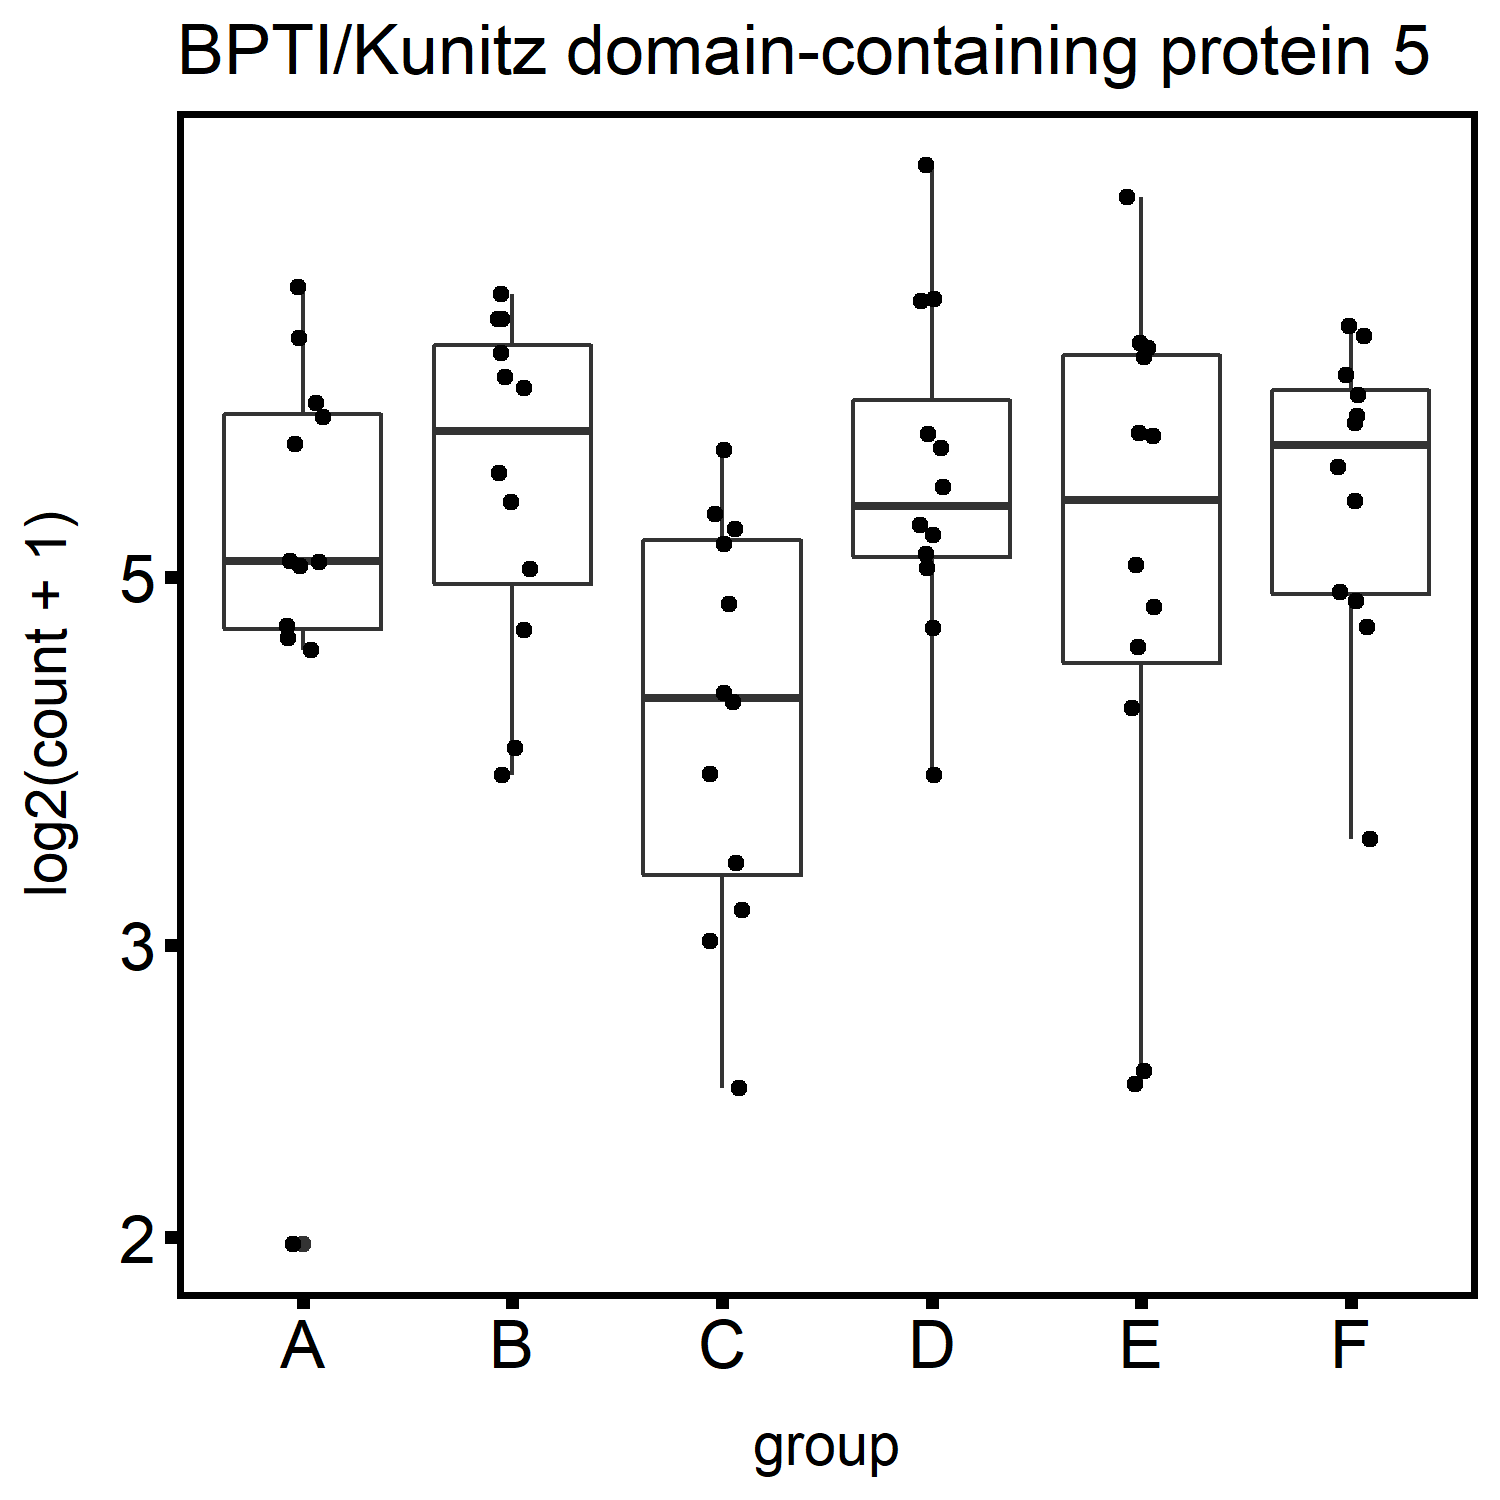 BPTI/Kunitz domain-containing protein 5
log2(count + 1)
5
3
2
A B C D E F
group